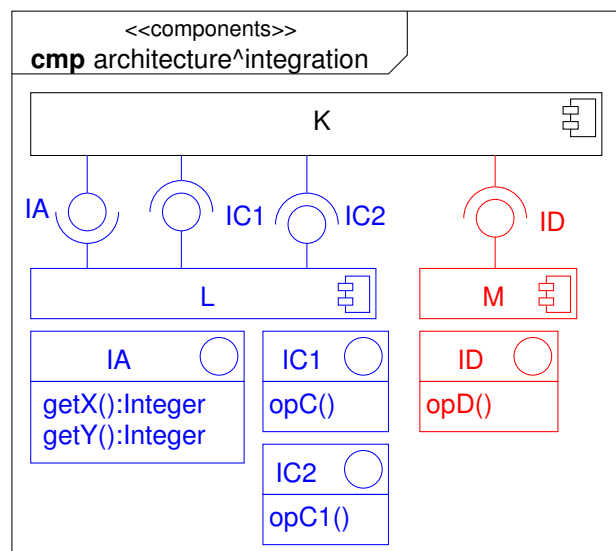 <<components>>
cmp architecture^integration
K
IA
IC1
IC2
ID
L
M
IA
getX():Integer
getY():Integer
IC1
opC()
ID
opD()
IC2
opC1()